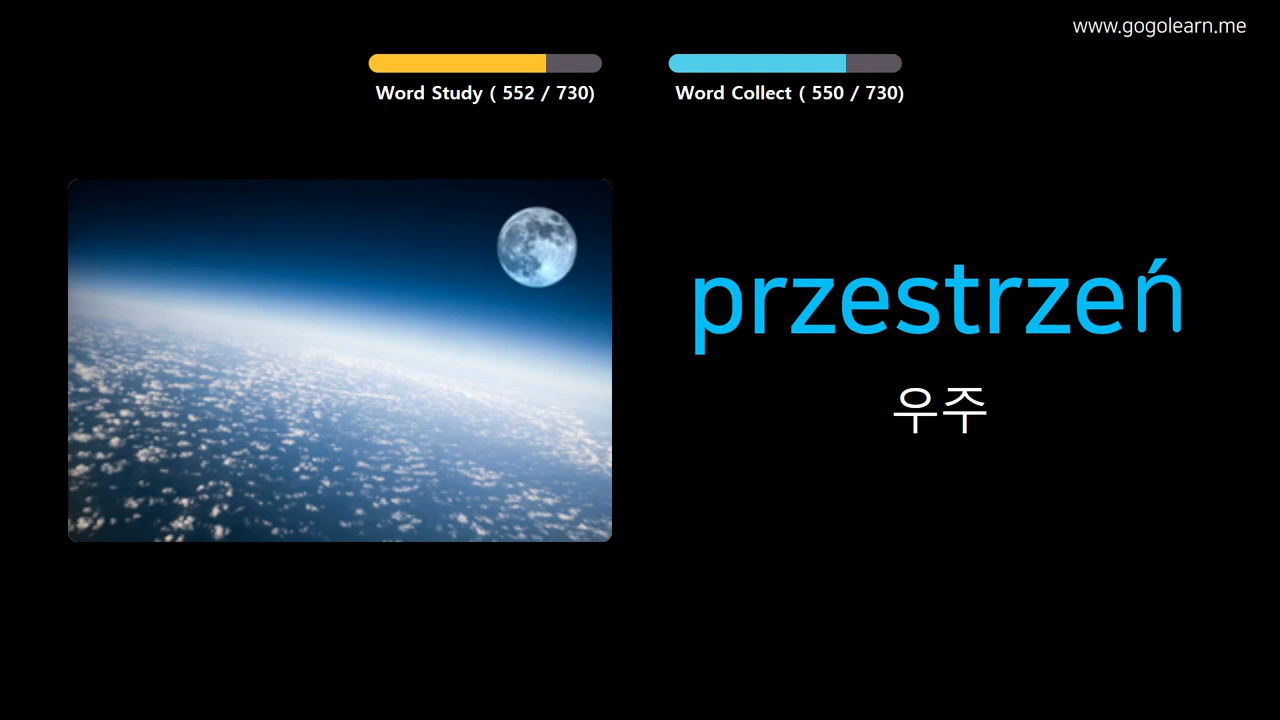 www.gogolearn.me
Word Study ( 552 / 730)
Word Collect ( 550 / 730)
przestrzeń
우주